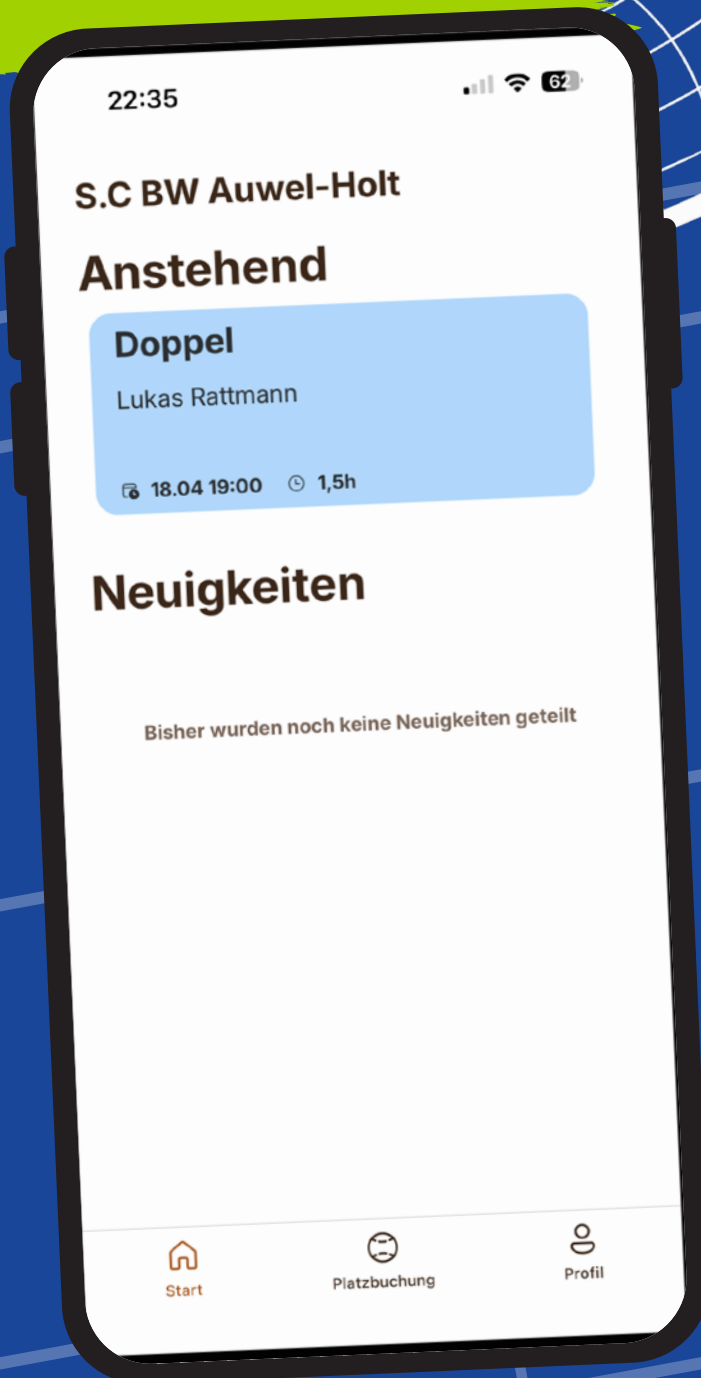 22:35
62
S.C BW Auwel-Holt
Anstehend
Doppel
Lukas Rattmann
18.04 19:00 1,5h
Neuigkeiten
Bisher wurden noch keine Neuigkeiten geteilt
Start Platzbuchung Profil